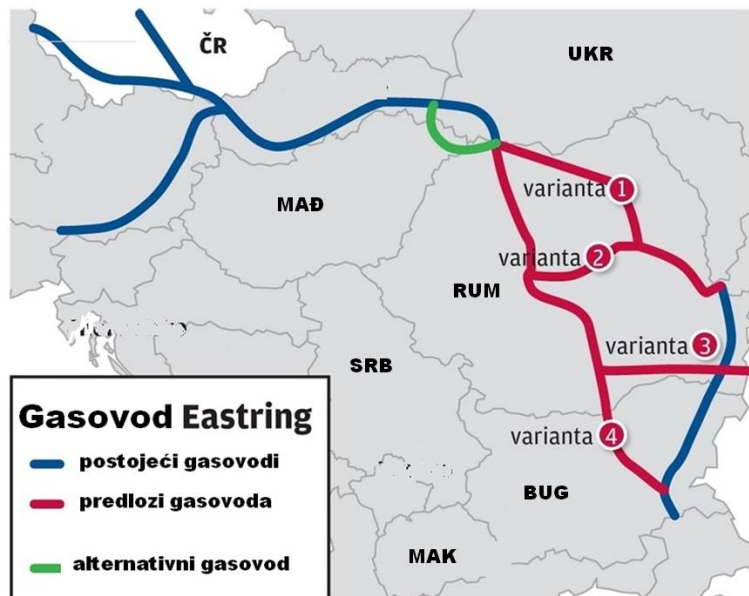 ČR
UKR
MAĐ
varianta 1
varianta 2
RUM
varianta 3
SRB
Gasovod Eastring
varianta 4
postojeći gasovodi
BUG
predlozi gasovoda
MAK
alternativni gasovod